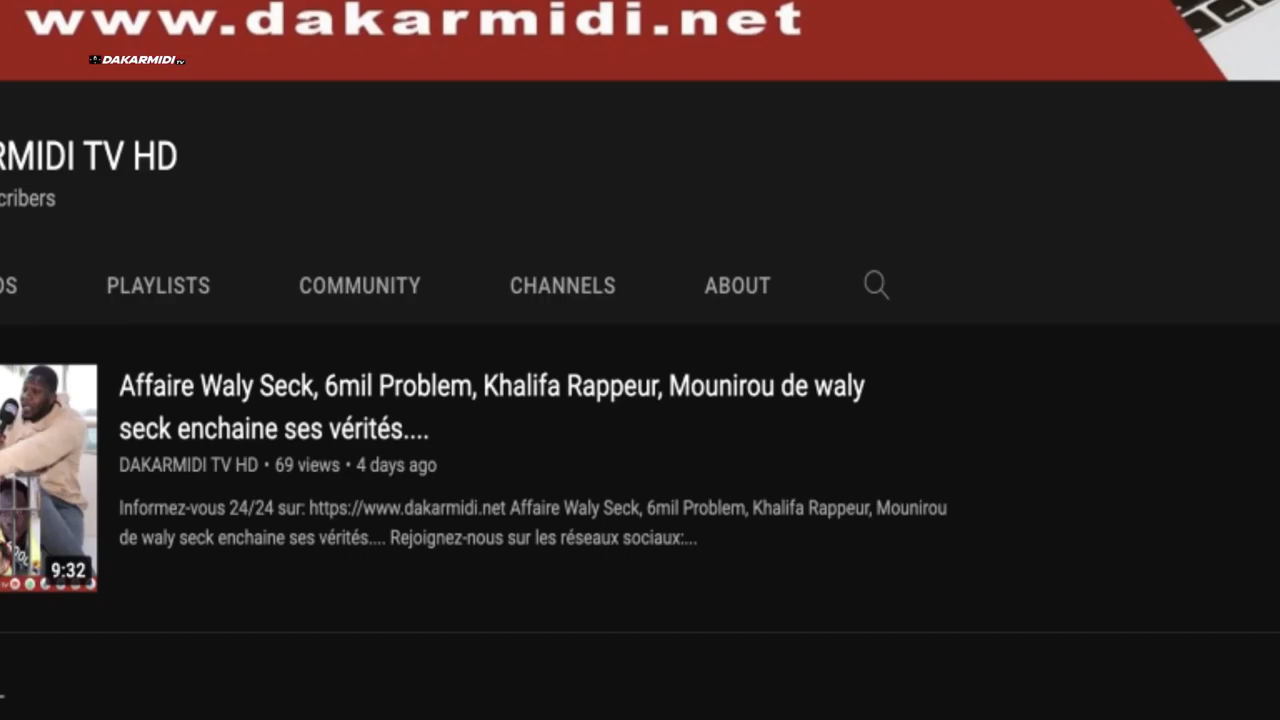 www.dakarmidi.net
DAKARMIDI TV
RMIDI TV HD
cribers
OS PLAYLISTS COMMUNITY CHANNELS ABOUT
Affaire Waly Seck, 6mil Problem, Khalifa Rappeur, Mounirou de waly
seck enchaine ses vérités....
DAKARMIDI TV HD • 69 views • 4 days ago
Informez-vous 24/24 sur: https://www.dakarmidi.net Affaire Waly Seck, 6mil Problem, Khalifa Rappeur, Mounirou
de waly seck enchaine ses vérités.... Rejoignez-nous sur les réseaux sociaux:...
9:32